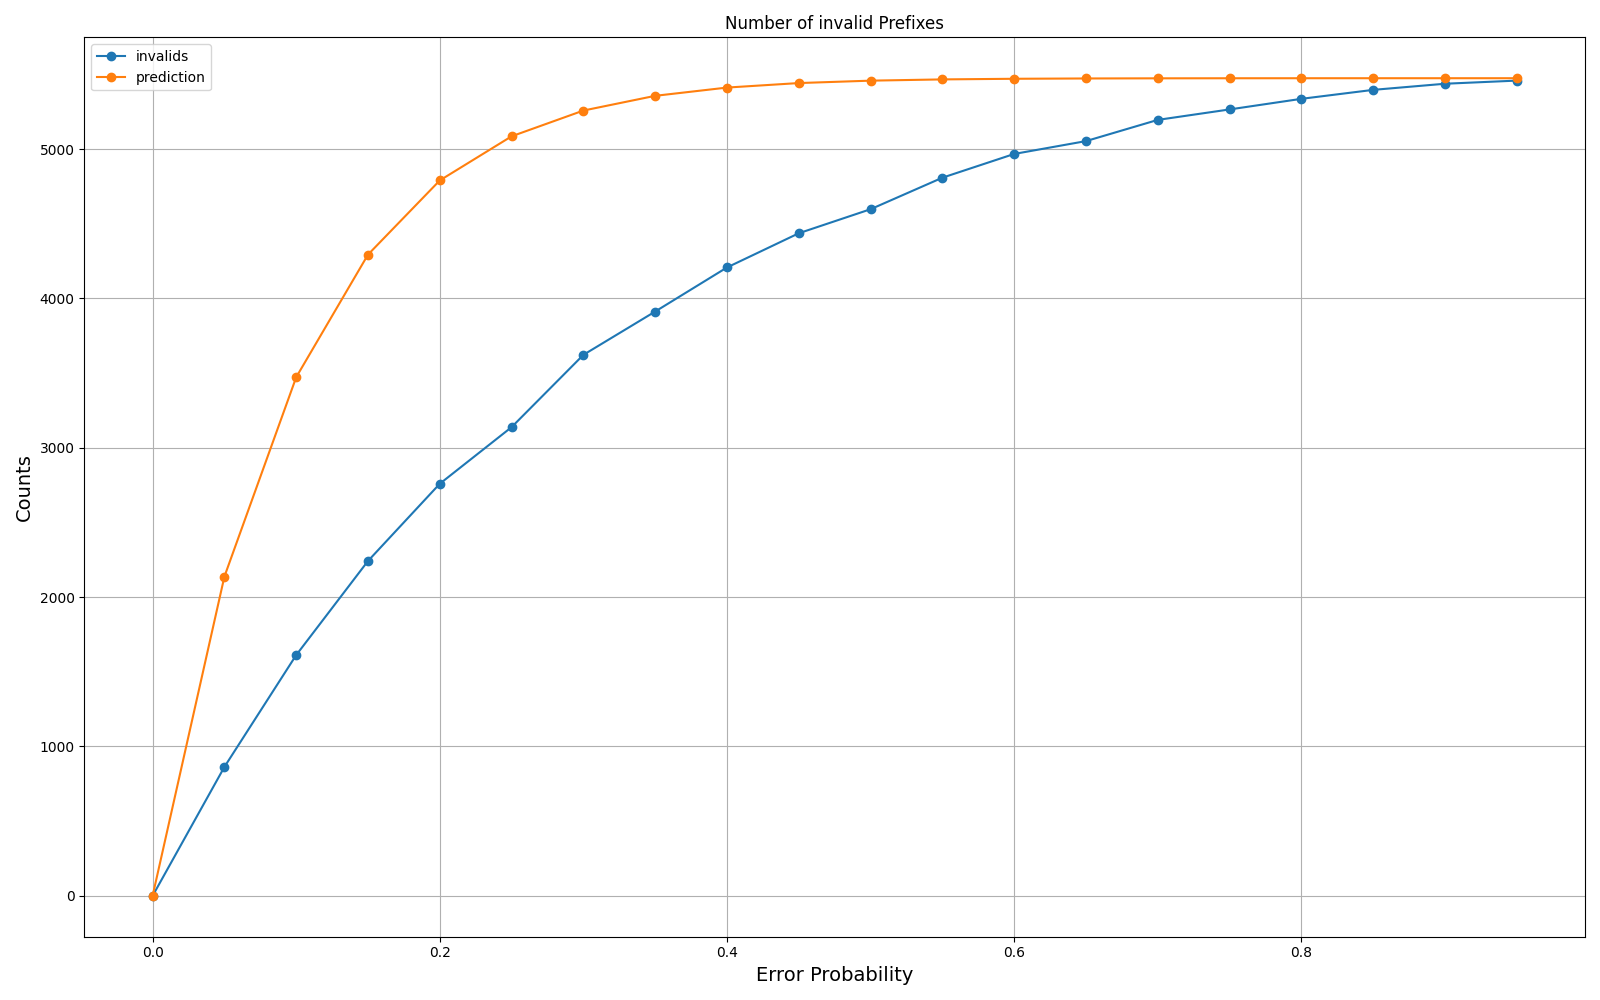 Number of invalid Prefixes
invalids
prediction
5000
4000
3000
2000
1000
0
Counts
0.0 0.2 0.4 0.6 0.8
Error Probability